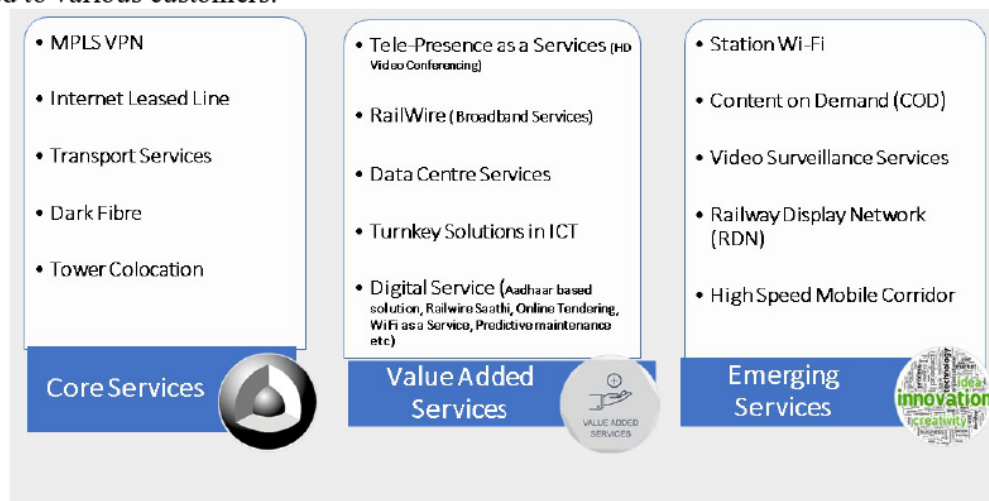 ed to various customers:
• MPLS VPN
• Internet Leased Line
• Transport Services
• Dark Fibre
• Tower Colocation
Core Services
• Tele-Presence as a Services (HD
Video Conferencing)
• RailWire (Broadband Services)
• Data Centre Services
• Turnkey Solutions in ICT
• Digital Service (Aadhaar based
solution, Railwire Saathi, Online Tendering,
WiFi as a Service, Predictive maintenance
etc)
Value Added
Services
VALUE ADDED
SERVICES
• Station Wi-Fi
• Content on Demand (COD)
• Video Surveillance Services
• Railway Display Network
(RDN)
• High Speed Mobile Corridor
Emerging
Services
technology
idea
innovation
creativity